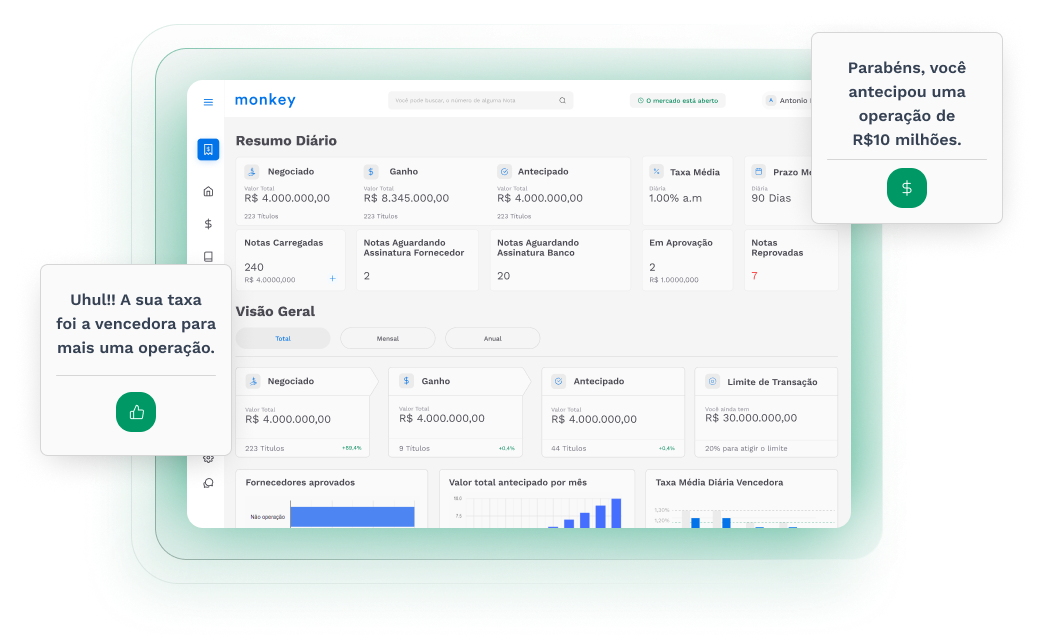 monkey
Você pode buscar, o número de alguma Nota
O mercado está aberto
A
Antonio
Parabéns, você
antecipou uma
operação de
R$10 milhões.
Resumo Diário
Negociado
Valor Total
R$ 4.000.000,00
223 Títulos
Ganho
Valor Total
R$ 8.345.000,00
223 Títulos
Antecipado
Valor Total
R$ 4.000.000,00
223 Títulos
Taxa Média
Diária
1.00% a.m
Prazo
Diária
90 Dias
Notas Carregadas
240
R$ 4.0000,000
+
Notas Aguardando
Assinatura Fornecedor
2
Notas Aguardando
Assinatura Banco
20
Em Aprovação
2
R$ 1.0000,000
Notas
Reprovadas
7
Uhul!! A sua taxa
foi a vencedora para
mais uma operação.
Visão Geral
Total
Mensal
Anual
Negociado
Valor Total
R$ 4.000.000,00
223 Títulos
+69,4%
Ganho
Valor Total
R$ 4.000.000,00
9 Títulos
+0,4%
Antecipado
Valor Total
R$ 4.000.000,00
44 Títulos
+0,4%
Limite de Transação
Você ainda tem
R$ 30.000.000,00
20% para atigir o limite
Fornecedores aprovados
Não operação
Valor total antecipado por mês
10.0
7.5
Taxa Média Diária Vencedora
1,30%
1,20%